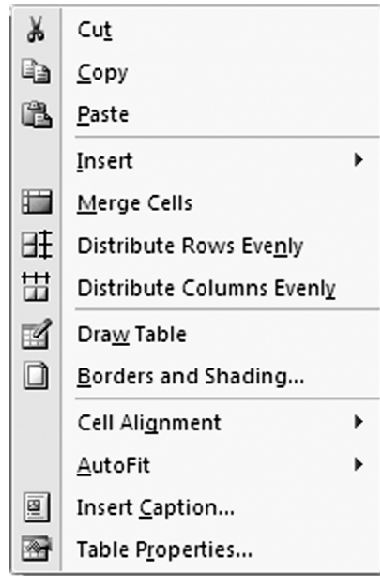 Cut
Copy
Paste
Insert
Merge Cells
Distribute Rows Evenly
Distribute Columns Evenly
Draw Table
Borders and Shading...
Cell Alignment
AutoFit
Insert Caption...
Table Properties...